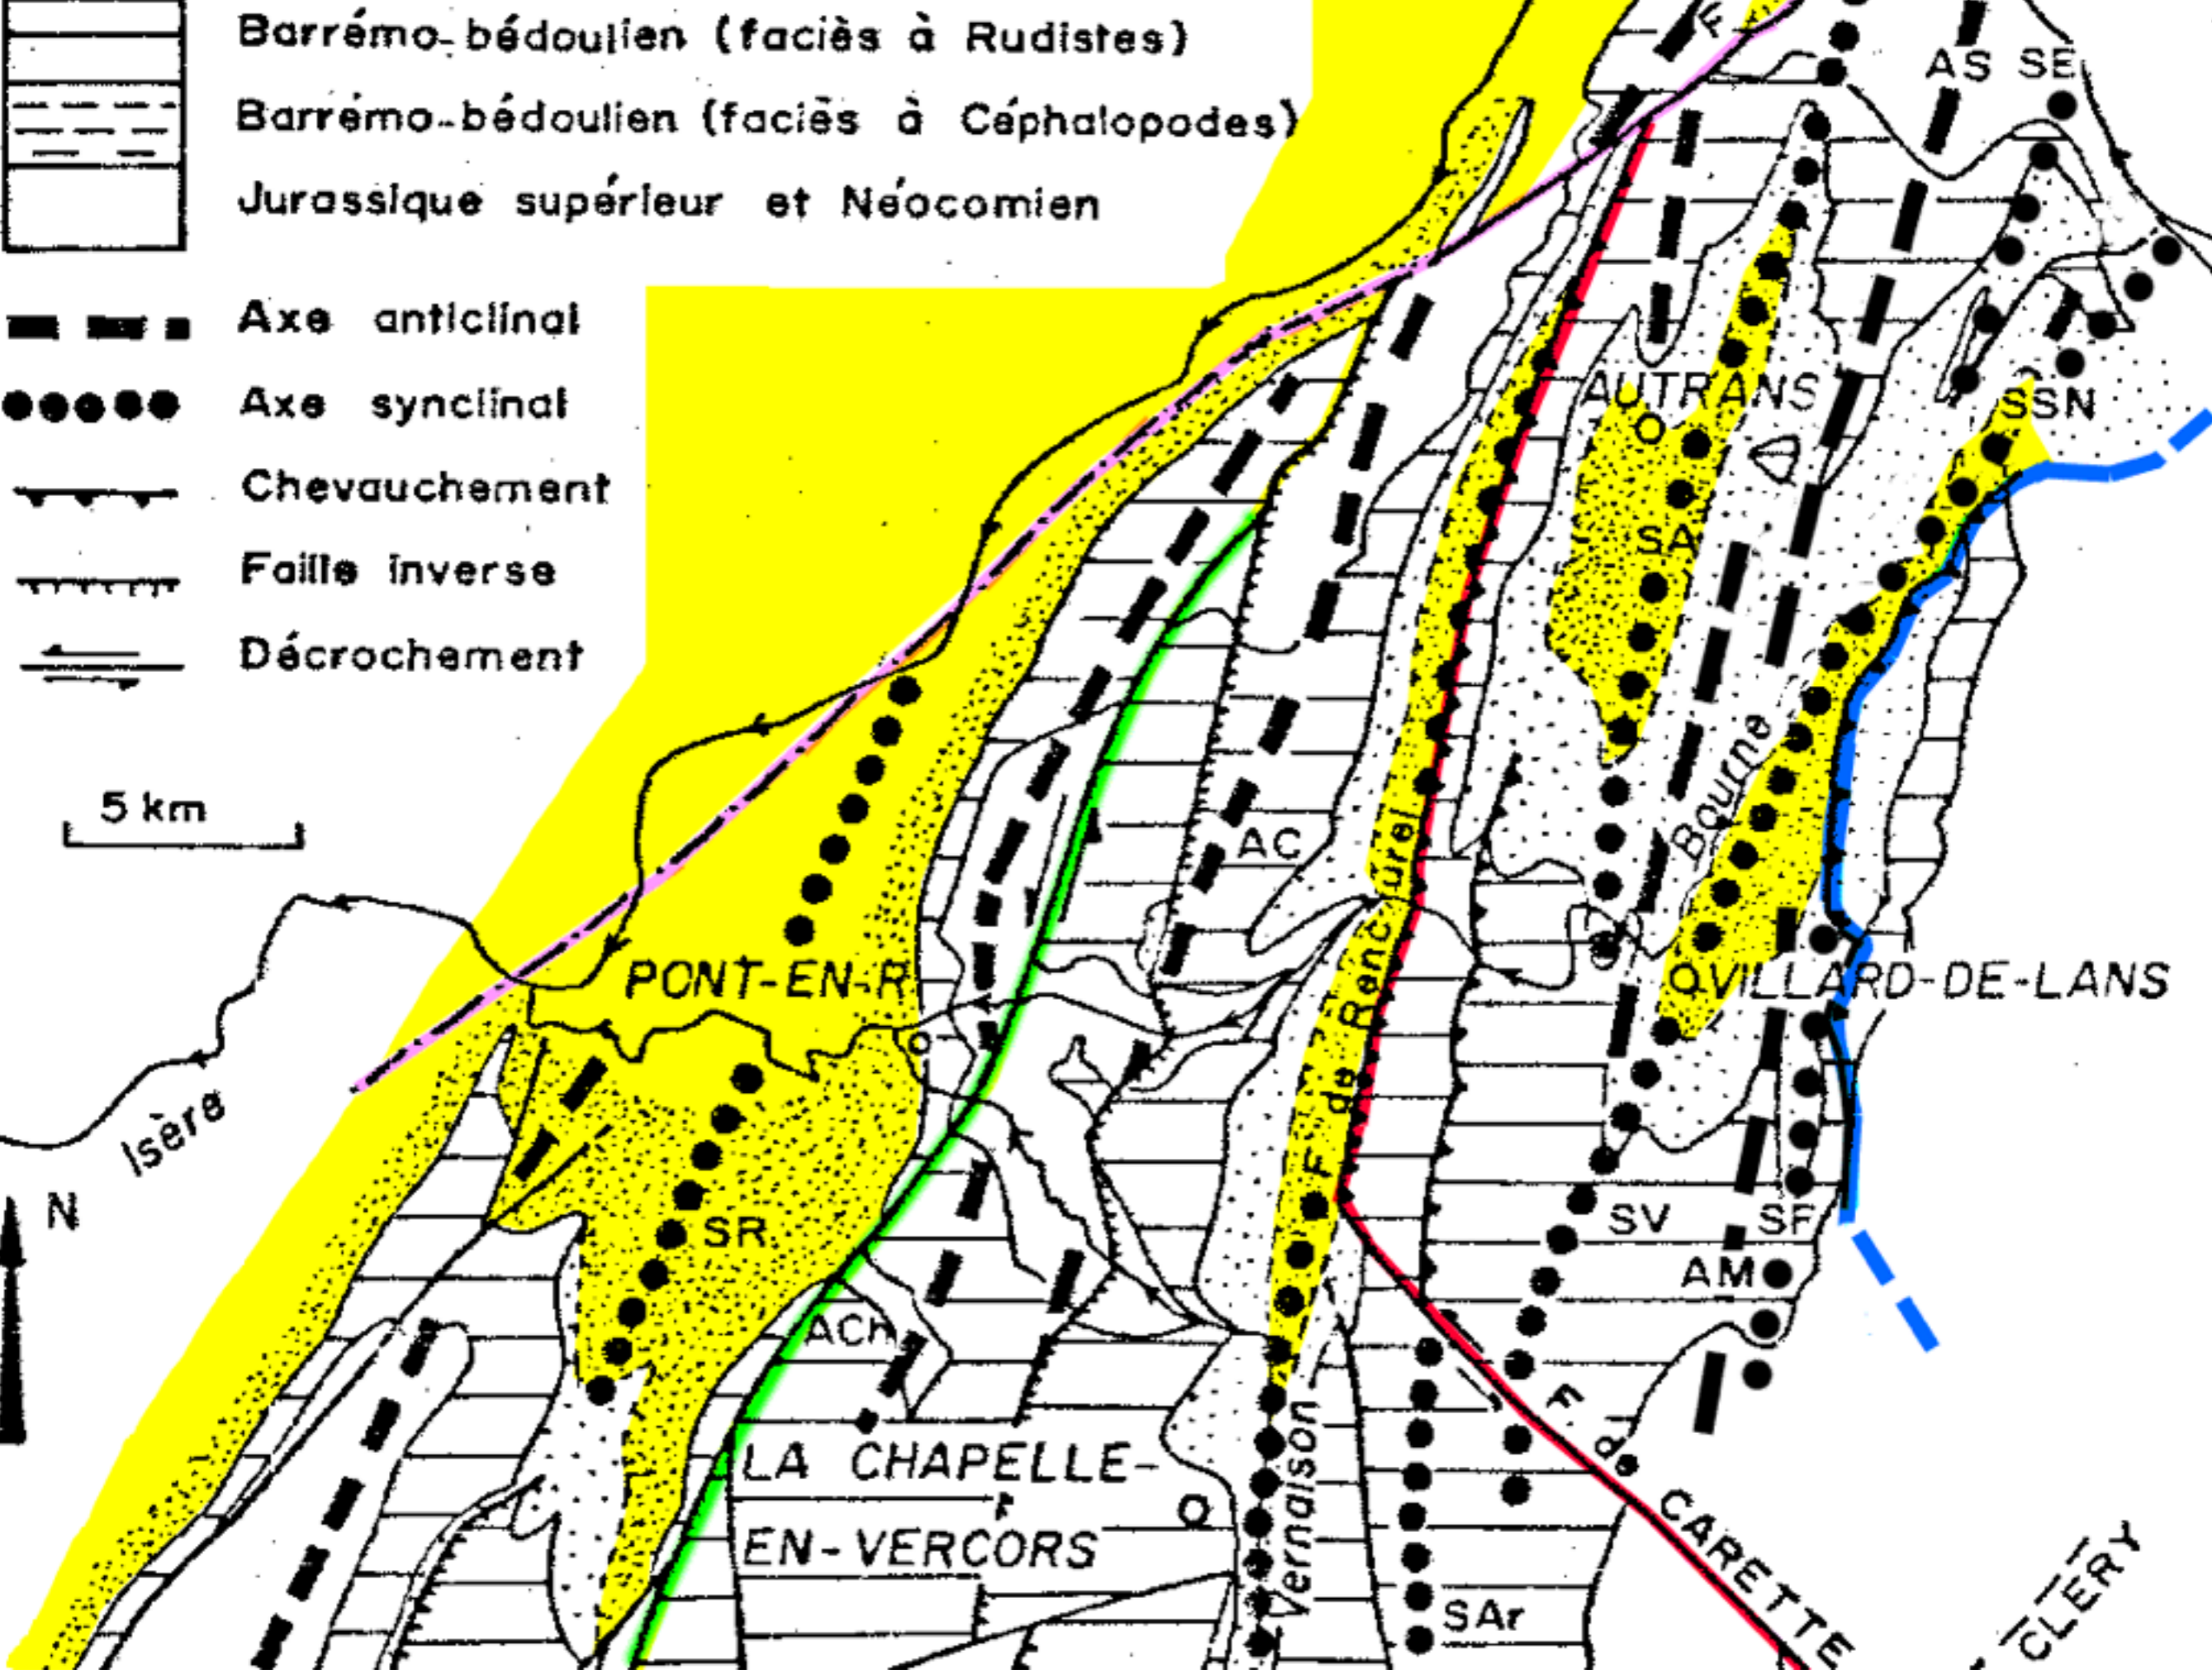 Barrémo-bédoulien (faciès à Rudistes)
Barrémo-bédoulien (faciès à Céphalopodes)
Jurassique supérieur et Néocomien
Axe anticlinal
Axe synclinal
Chevauchement
Faille inverse
Décrochement
5 km
Isère
N
F
AS SE
AUTRANS
SSN
SA
Bourne
AC
PONT-EN-R
F de Rencurel
VILLARD-DE-LANS
SR
SV SF
AM
ACh
LA CHAPELLE-
EN-VERCORS
Vernaison
SAr
F de CARETTE
CLERY